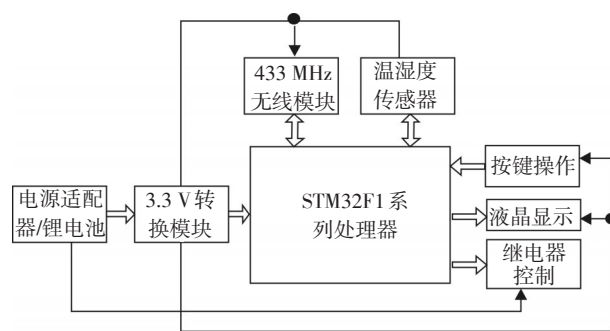 433 MHz
无线模块
温湿度
传感器
电源适配
器/锂电池
3.3 V转
换模块
STM32F1系
列处理器
按键操作
液晶显示
继电器
控制